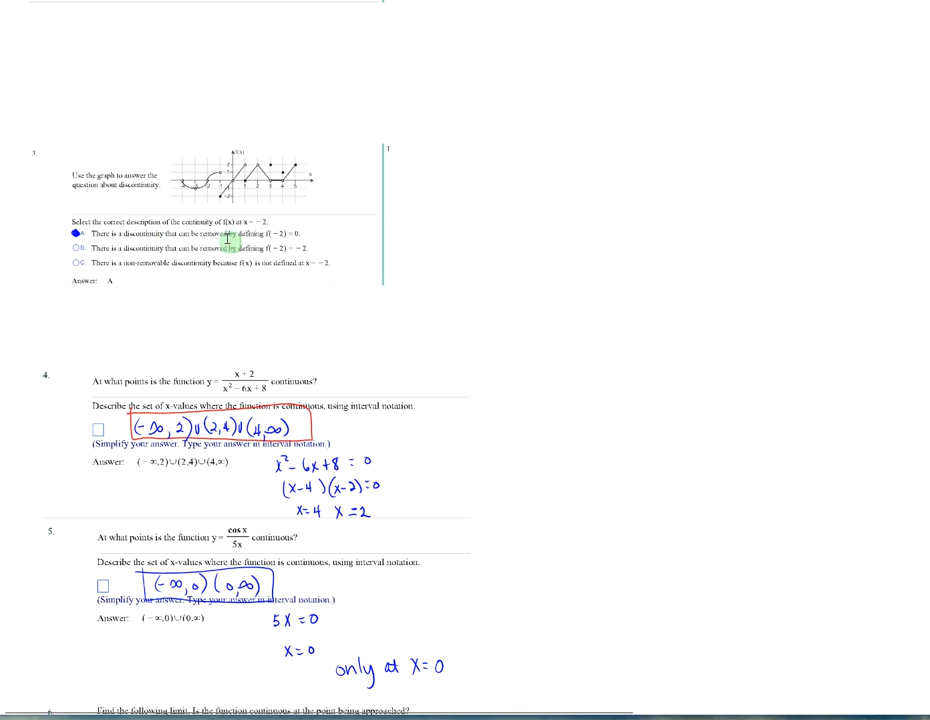 3.
f(x)
Use the graph to answer the
question about discontinuity.
Select the correct description of the continuity of f(x) at x = − 2.
A. There is a discontinuity that can be removed by defining f( − 2) = 0.
B. There is a discontinuity that can be removed by defining f( − 2) = − 2.
C. There is a non-removable discontinuity because f(x) is not defined at x = − 2.
Answer: A
4.
At what points is the function y = x + 2 / x² − 6x + 8 continuous?
Describe the set of x-values where the function is continuous, using interval notation.
(-∞, 2)∪(2,4)∪(4,∞)
(Simplify your answer. Type your answer in interval notation.)
Answer: ( − ∞,2)∪(2,4)∪(4,∞)
x² - 6x + 8 = 0
(x-4)(x-2)=0
x=4 x=2
5.
At what points is the function y = cos x / 5x continuous?
Describe the set of x-values where the function is continuous, using interval notation.
(-∞,0)(0,∞)
(Simplify your answer. Type your answer in interval notation.)
Answer: ( − ∞,0)∪(0,∞)
5x = 0
x=0
only at x=0
6.
Find the following limit. Is the function continuous at the point being approached?